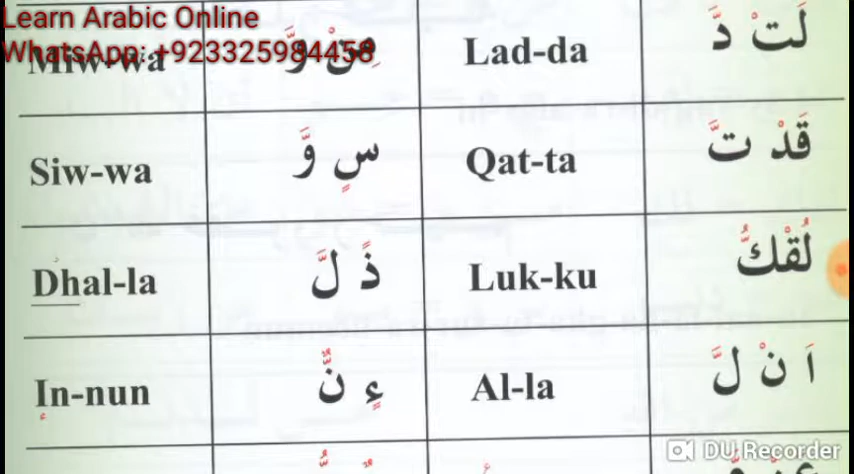 Learn Arabic Online
WhatsApp: +923325984458
Miw-wa مِنْ وَّ Lad-da لَتْ دَّ
Siw-wa سٍ وَّ Qat-ta قَدْ تَّ
Dhal-la ذً لَّ Luk-ku لُقْكُّ
In-nun ءٍ نٌّ Al-la اَ نْ لَّ
DU Recorder